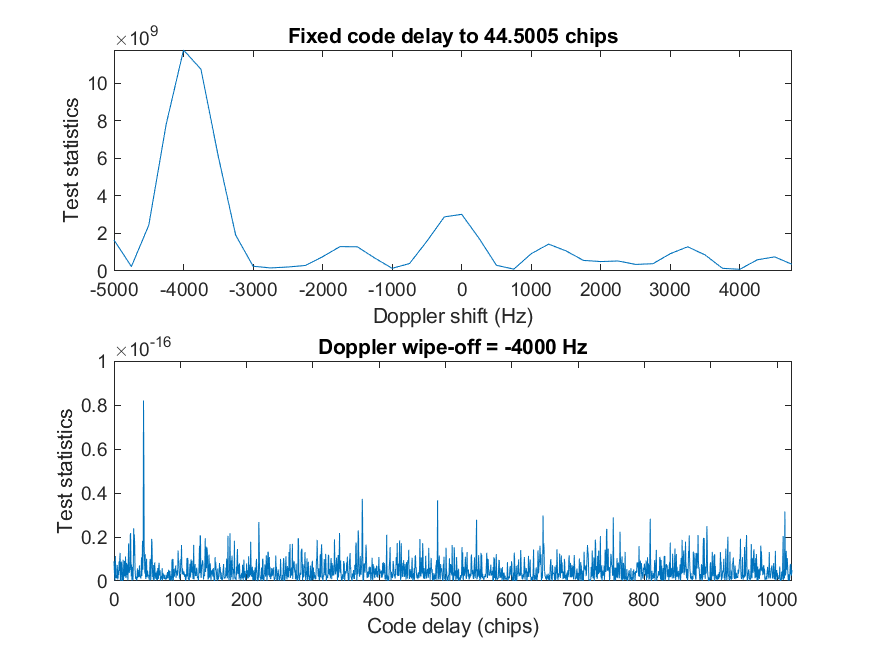 ×10^9
Fixed code delay to 44.5005 chips
10
8
6
4
2
0
Test statistics
-5000 -4000 -3000 -2000 -1000 0 1000 2000 3000 4000
Doppler shift (Hz)
×10^-16
Doppler wipe-off = -4000 Hz
1
0.8
0.6
0.4
0.2
0
Test statistics
0 100 200 300 400 500 600 700 800 900 1000
Code delay (chips)